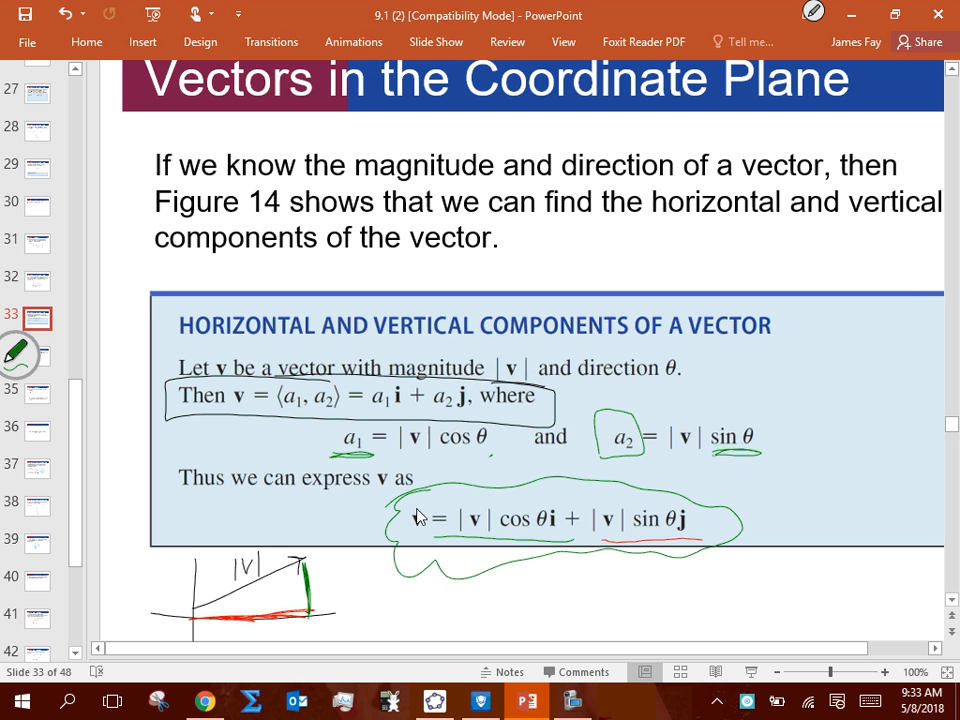 9.1 (2) [Compatibility Mode] - PowerPoint
File Home Insert Design Transitions Animations Slide Show Review View Foxit Reader PDF Tell me... James Fay Share
Vectors in the Coordinate Plane
If we know the magnitude and direction of a vector, then
Figure 14 shows that we can find the horizontal and vertical
components of the vector.
HORIZONTAL AND VERTICAL COMPONENTS OF A VECTOR
Let v be a vector with magnitude | v | and direction θ.
Then v = ⟨a₁, a₂⟩ = a₁ i + a₂ j, where
a₁ = | v | cos θ and a₂ = | v | sin θ
Thus we can express v as
v = | v | cos θ i + | v | sin θ j
|V|
27
28
29
30
31
32
33
35
36
37
38
39
40
41
42
Slide 33 of 48 Notes Comments 100%
9:33 AM
5/8/2018